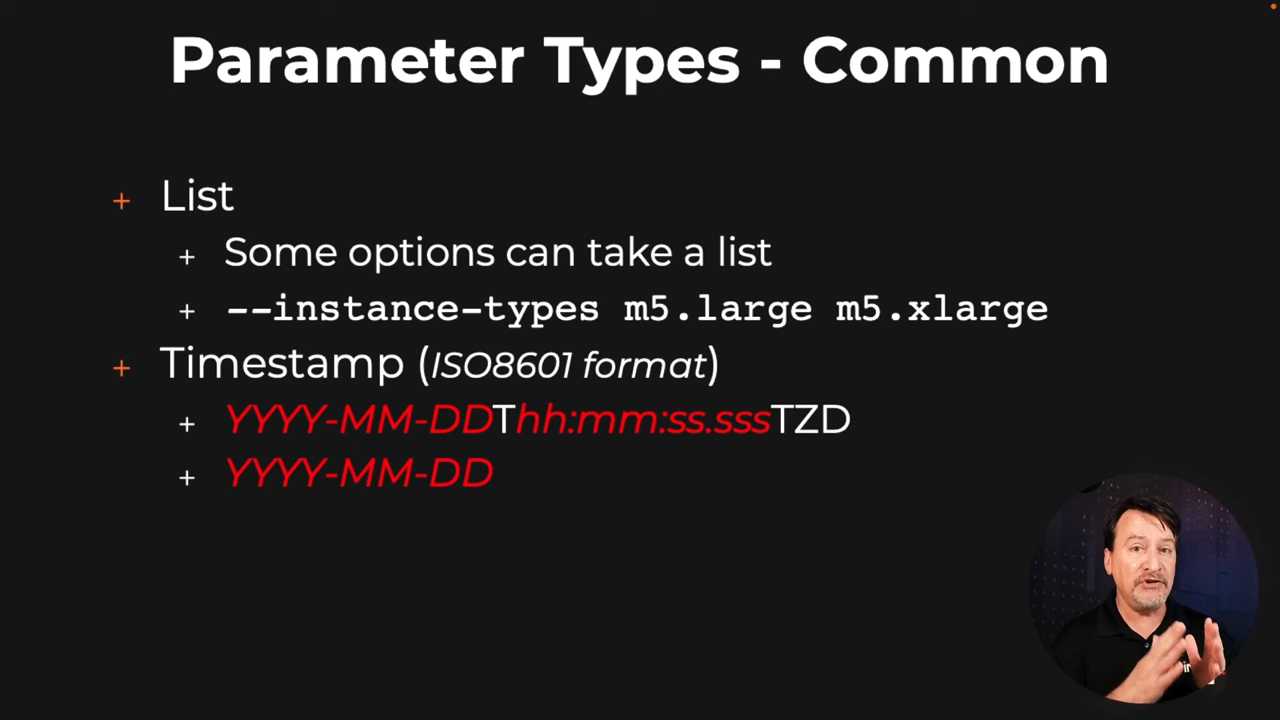 Parameter Types - Common
+ List
+ Some options can take a list
+ --instance-types m5.large m5.xlarge
+ Timestamp (ISO8601 format)
+ YYYY-MM-DDThh:mm:ss.sssTZD
+ YYYY-MM-DD